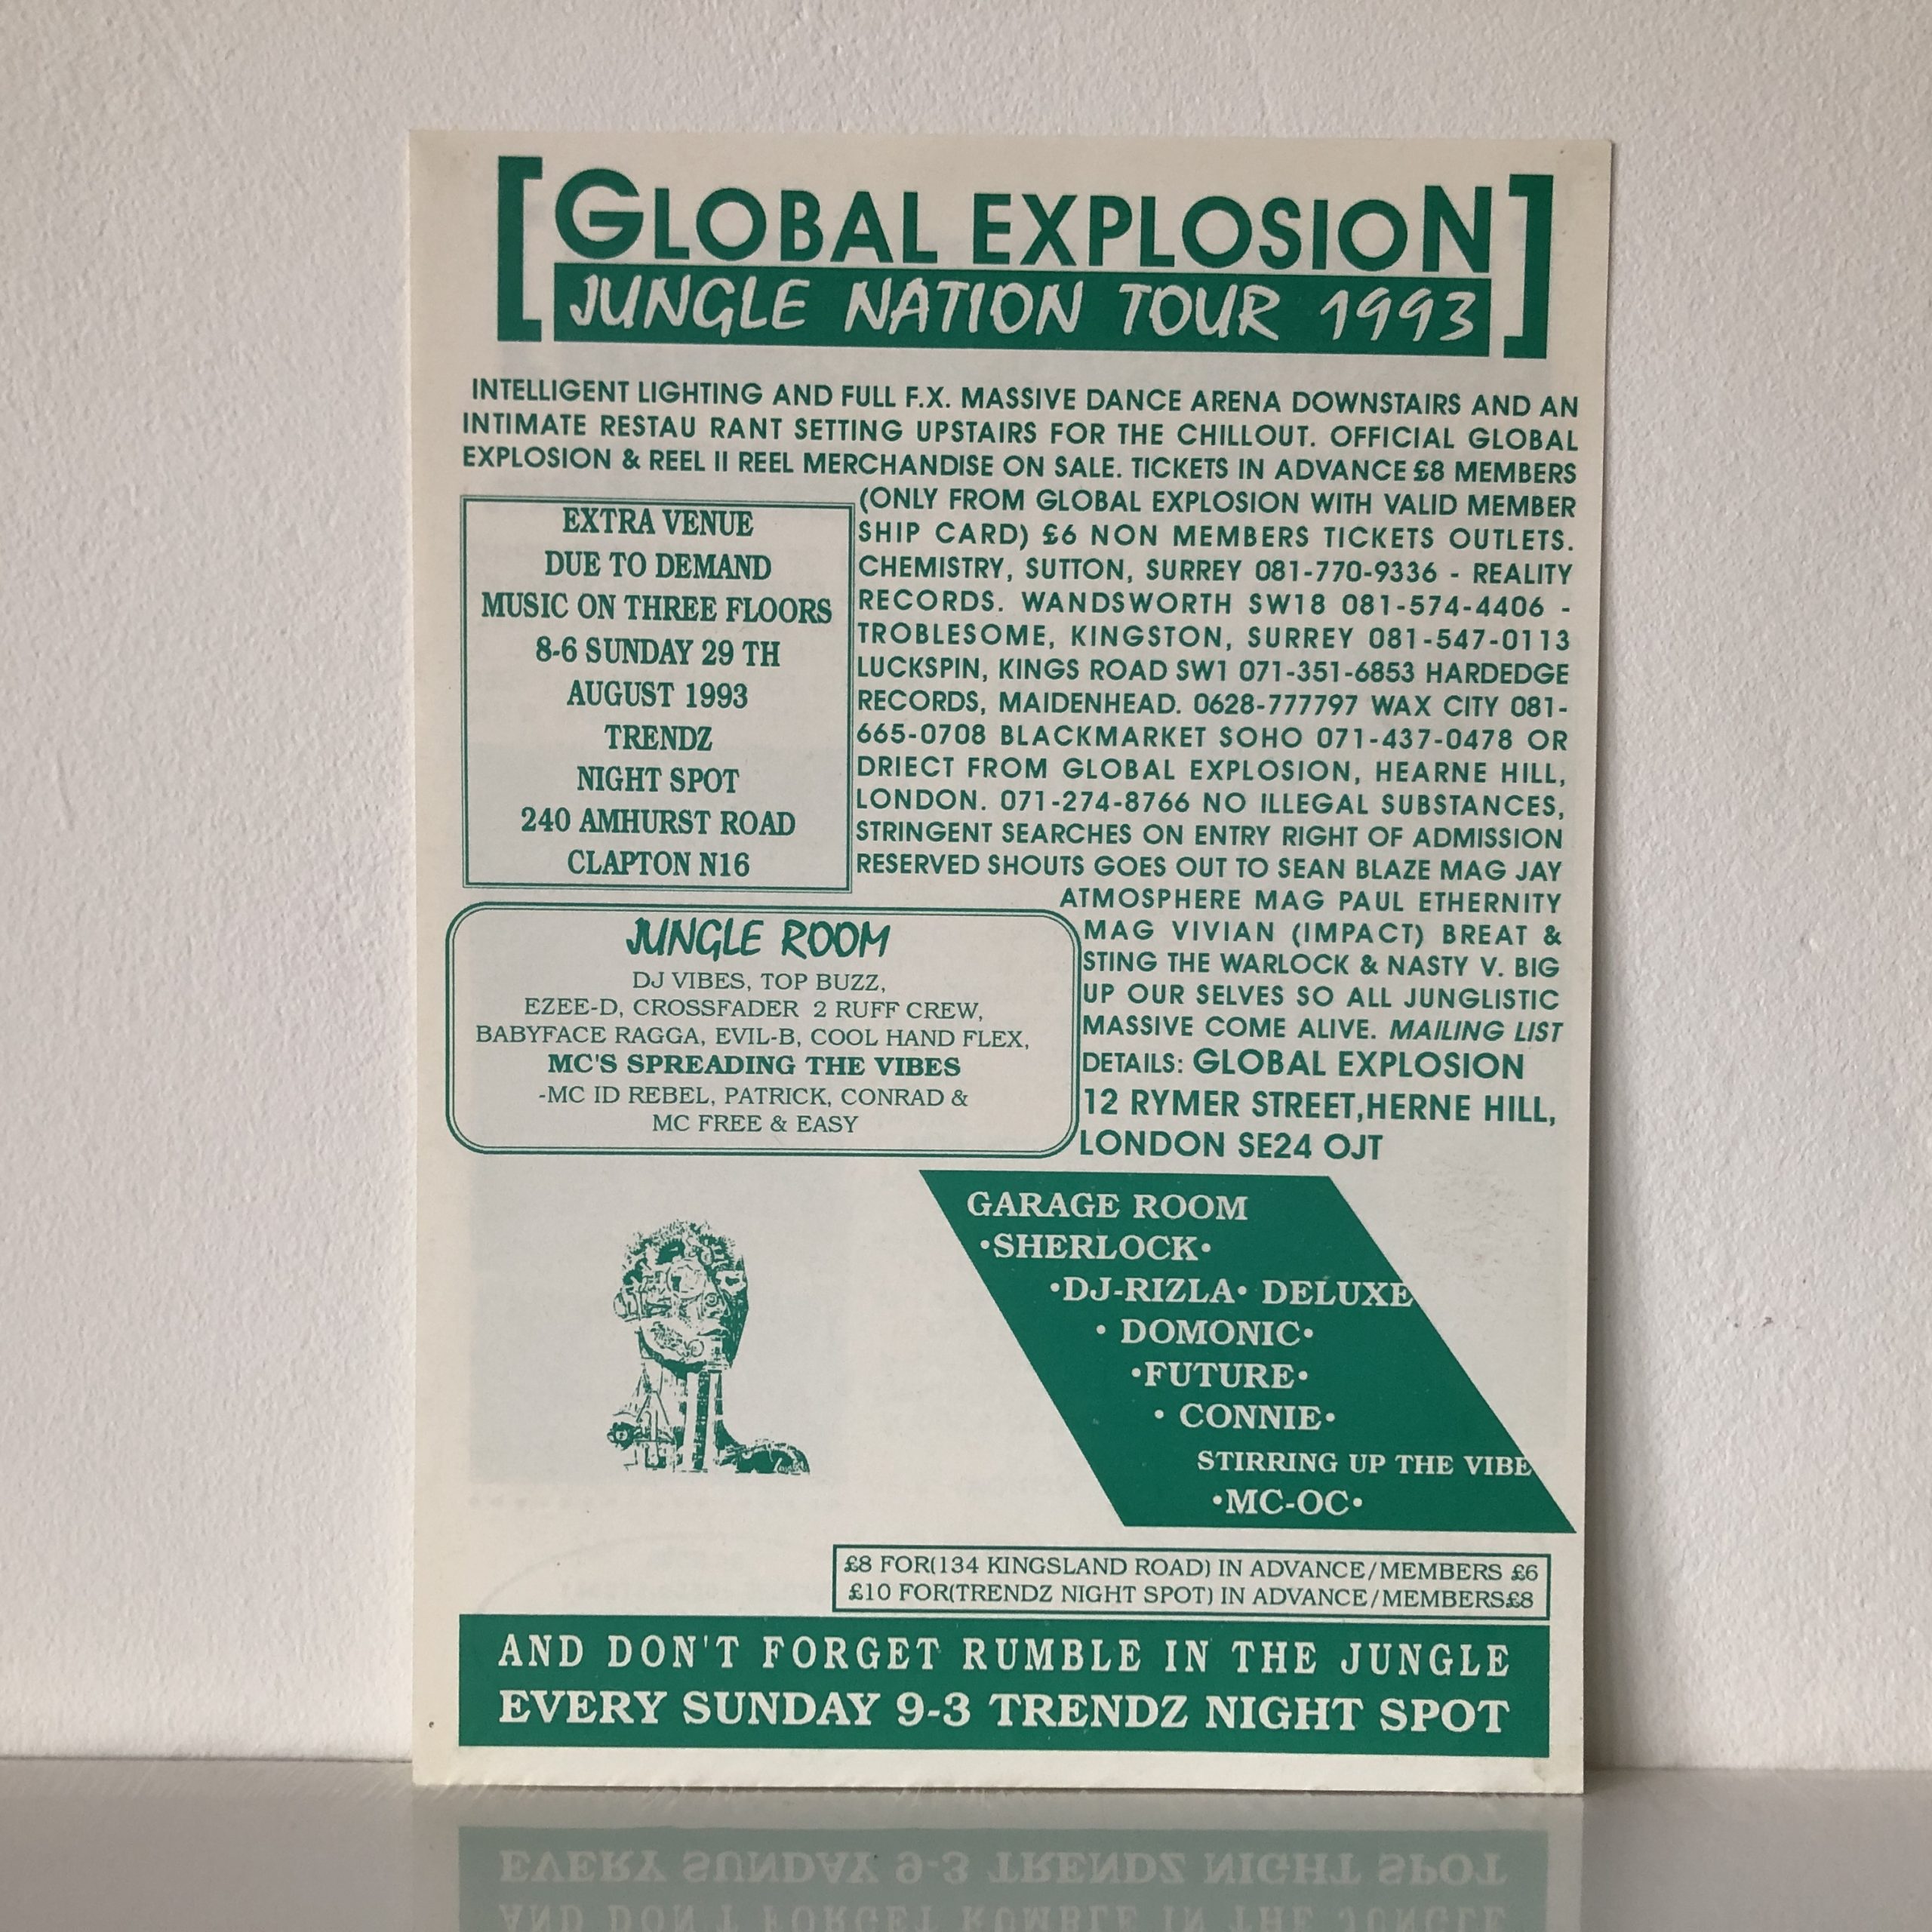 [GLOBAL EXPLOSION]
JUNGLE NATION TOUR 1993
INTELLIGENT LIGHTING AND FULL F.X. MASSIVE DANCE ARENA DOWNSTAIRS AND AN
INTIMATE RESTAU RANT SETTING UPSTAIRS FOR THE CHILLOUT. OFFICIAL GLOBAL
EXPLOSION & REEL II REEL MERCHANDISE ON SALE. TICKETS IN ADVANCE £8 MEMBERS
(ONLY FROM GLOBAL EXPLOSION WITH VALID MEMBER
SHIP CARD) £6 NON MEMBERS TICKETS OUTLETS.
CHEMISTRY, SUTTON, SURREY 081-770-9336 - REALITY
RECORDS. WANDSWORTH SW18 081-574-4406 -
TROBLESOME, KINGSTON, SURREY 081-547-0113
LUCKSPIN, KINGS ROAD SW1 071-351-6853 HARDEDGE
RECORDS, MAIDENHEAD. 0628-777797 WAX CITY 081-
665-0708 BLACKMARKET SOHO 071-437-0478 OR
DRIECT FROM GLOBAL EXPLOSION, HEARNE HILL,
LONDON. 071-274-8766 NO ILLEGAL SUBSTANCES,
STRINGENT SEARCHES ON ENTRY RIGHT OF ADMISSION
RESERVED SHOUTS GOES OUT TO SEAN BLAZE MAG JAY
ATMOSPHERE MAG PAUL ETHERNITY
MAG VIVIAN (IMPACT) BREAT &
STING THE WARLOCK & NASTY V. BIG
UP OUR SELVES SO ALL JUNGLISTIC
MASSIVE COME ALIVE. MAILING LIST
DETAILS: GLOBAL EXPLOSION
12 RYMER STREET,HERNE HILL,
LONDON SE24 OJT
EXTRA VENUE
DUE TO DEMAND
MUSIC ON THREE FLOORS
8-6 SUNDAY 29 TH
AUGUST 1993
TRENDZ
NIGHT SPOT
240 AMHURST ROAD
CLAPTON N16
JUNGLE ROOM
DJ VIBES, TOP BUZZ,
EZEE-D, CROSSFADER 2 RUFF CREW,
BABYFACE RAGGA, EVIL-B, COOL HAND FLEX,
MC'S SPREADING THE VIBES
-MC ID REBEL, PATRICK, CONRAD &
MC FREE & EASY
GARAGE ROOM
•SHERLOCK•
•DJ-RIZLA• DELUXE
• DOMONIC•
•FUTURE•
• CONNIE•
STIRRING UP THE VIBE
•MC-OC•
£8 FOR(134 KINGSLAND ROAD) IN ADVANCE/MEMBERS £6
£10 FOR(TRENDZ NIGHT SPOT) IN ADVANCE/MEMBERS£8
AND DON'T FORGET RUMBLE IN THE JUNGLE
EVERY SUNDAY 9-3 TRENDZ NIGHT SPOT